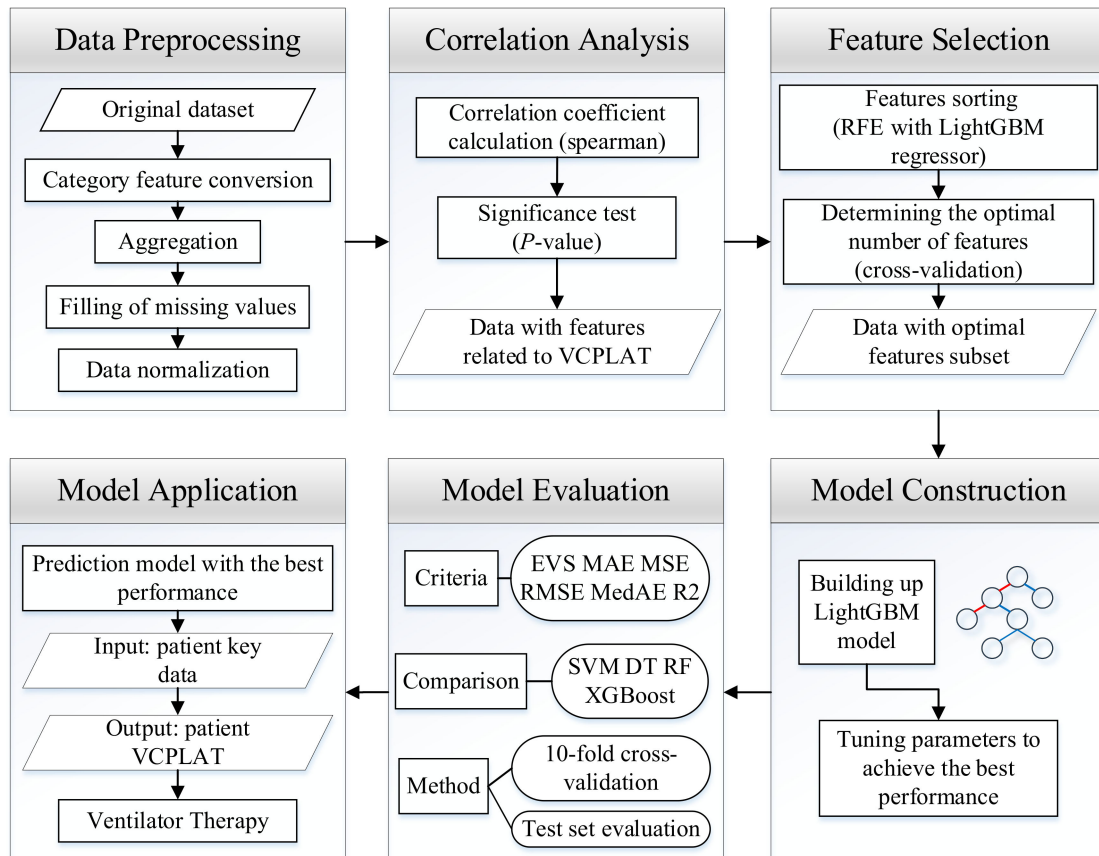 Data Preprocessing
Original dataset
Category feature conversion
Aggregation
Filling of missing values
Data normalization
Correlation Analysis
Correlation coefficient
calculation (spearman)
Significance test
(P-value)
Data with features
related to VCPLAT
Feature Selection
Features sorting
(RFE with LightGBM
regressor)
Determining the optimal
number of features
(cross-validation)
Data with optimal
features subset
Model Construction
Building up
LightGBM
model
Tuning parameters to
achieve the best
performance
Model Evaluation
Criteria
EVS MAE MSE
RMSE MedAE R2
Comparison
SVM DT RF
XGBoost
Method
10-fold cross-
validation
Test set evaluation
Model Application
Prediction model with the best
performance
Input: patient key
data
Output: patient
VCPLAT
Ventilator Therapy